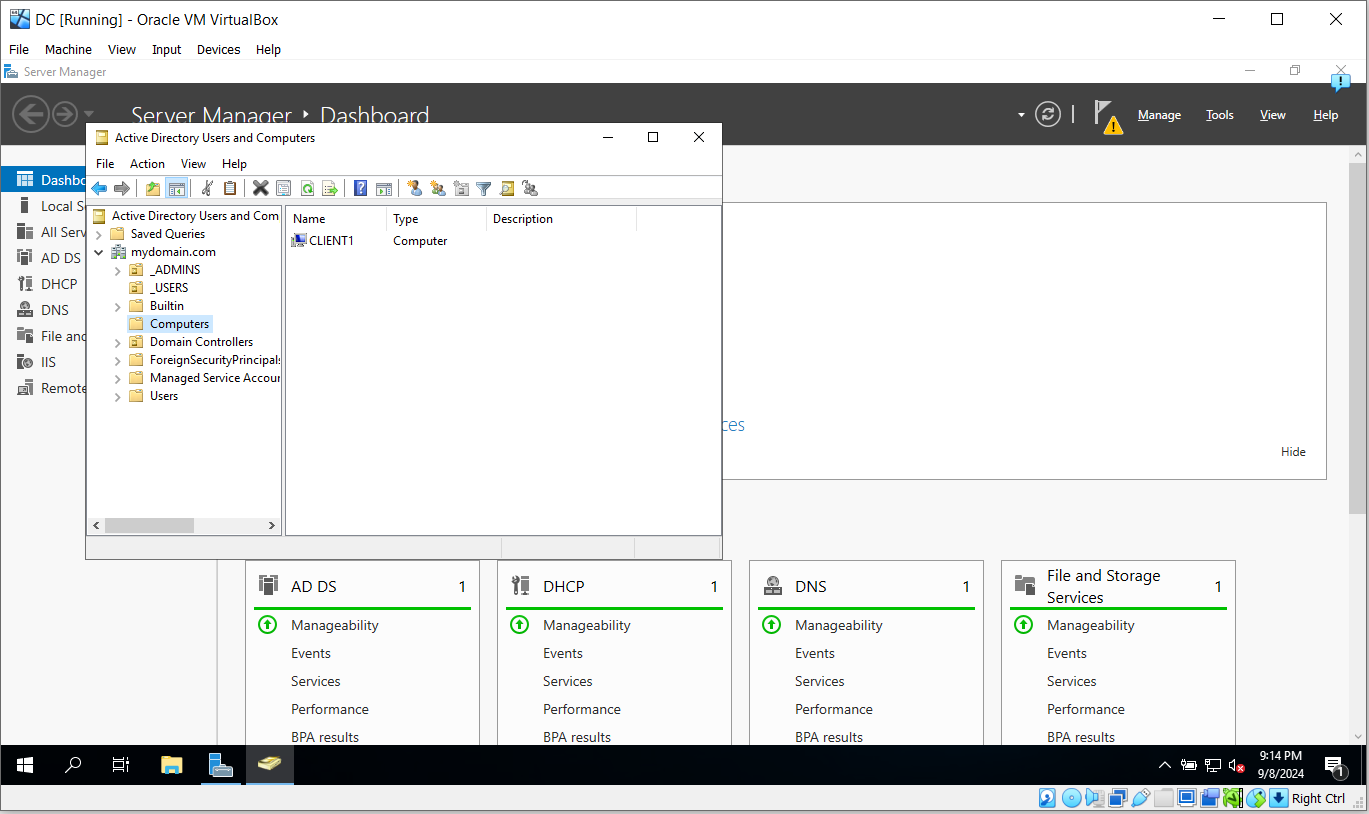 DC [Running] - Oracle VM VirtualBox
File Machine View Input Devices Help
Server Manager
Server Manager Dashboard
Manage Tools View Help
Active Directory Users and Computers
File Action View Help
Dashbo
Local S
All Serv
AD DS
DHCP
DNS
File and
IIS
Remote
Active Directory Users and Com
Saved Queries
mydomain.com
_ADMINS
_USERS
Builtin
Computers
Domain Controllers
ForeignSecurityPrincipals
Managed Service Accour
Users
Name Type Description
CLIENT1 Computer
ces
Hide
AD DS 1
Manageability
Events
Services
Performance
BPA results
DHCP 1
Manageability
Events
Services
Performance
BPA results
DNS 1
Manageability
Events
Services
Performance
BPA results
File and Storage
Services 1
Manageability
Events
Services
Performance
BPA results
9:14 PM
9/8/2024
1
Right Ctrl